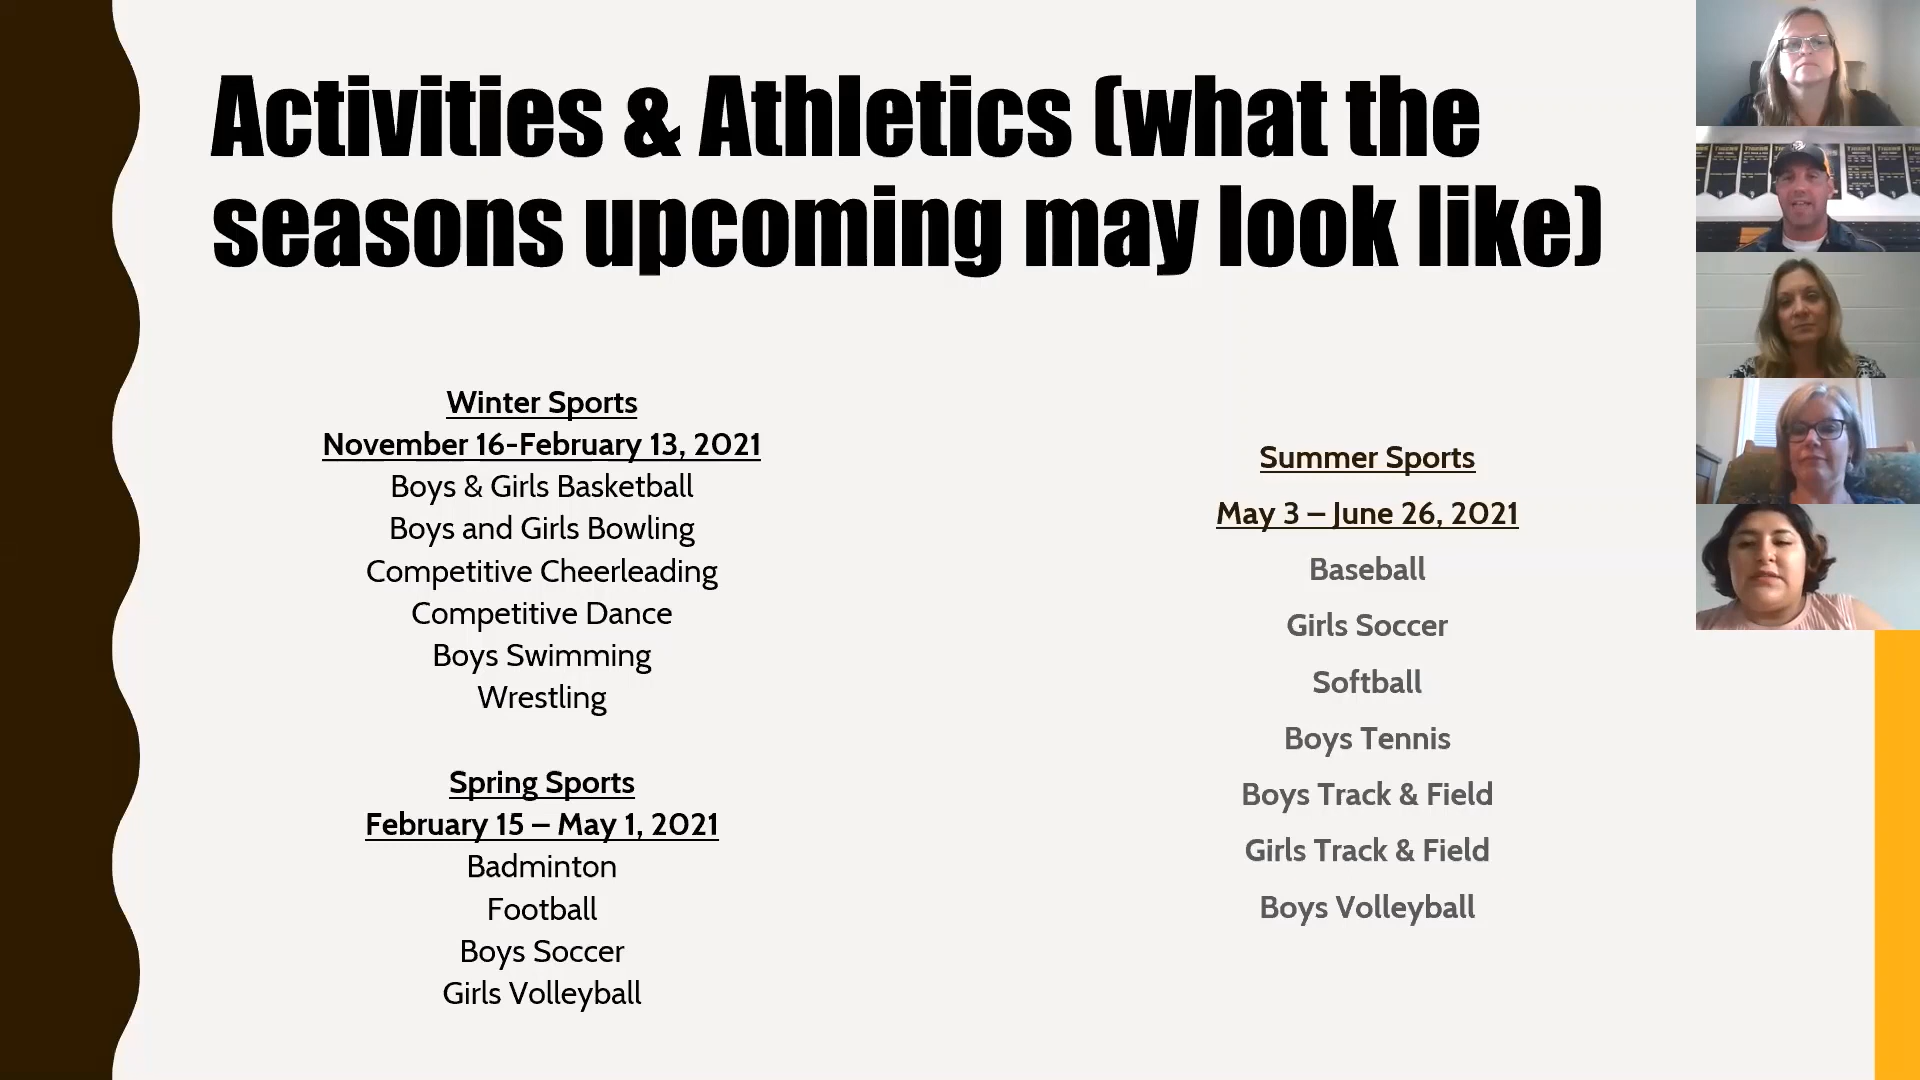 Activities & Athletics (what the
seasons upcoming may look like)
Winter Sports
November 16-February 13, 2021
Boys & Girls Basketball
Boys and Girls Bowling
Competitive Cheerleading
Competitive Dance
Boys Swimming
Wrestling
Spring Sports
February 15 – May 1, 2021
Badminton
Football
Boys Soccer
Girls Volleyball
Summer Sports
May 3 – June 26, 2021
Baseball
Girls Soccer
Softball
Boys Tennis
Boys Track & Field
Girls Track & Field
Boys Volleyball